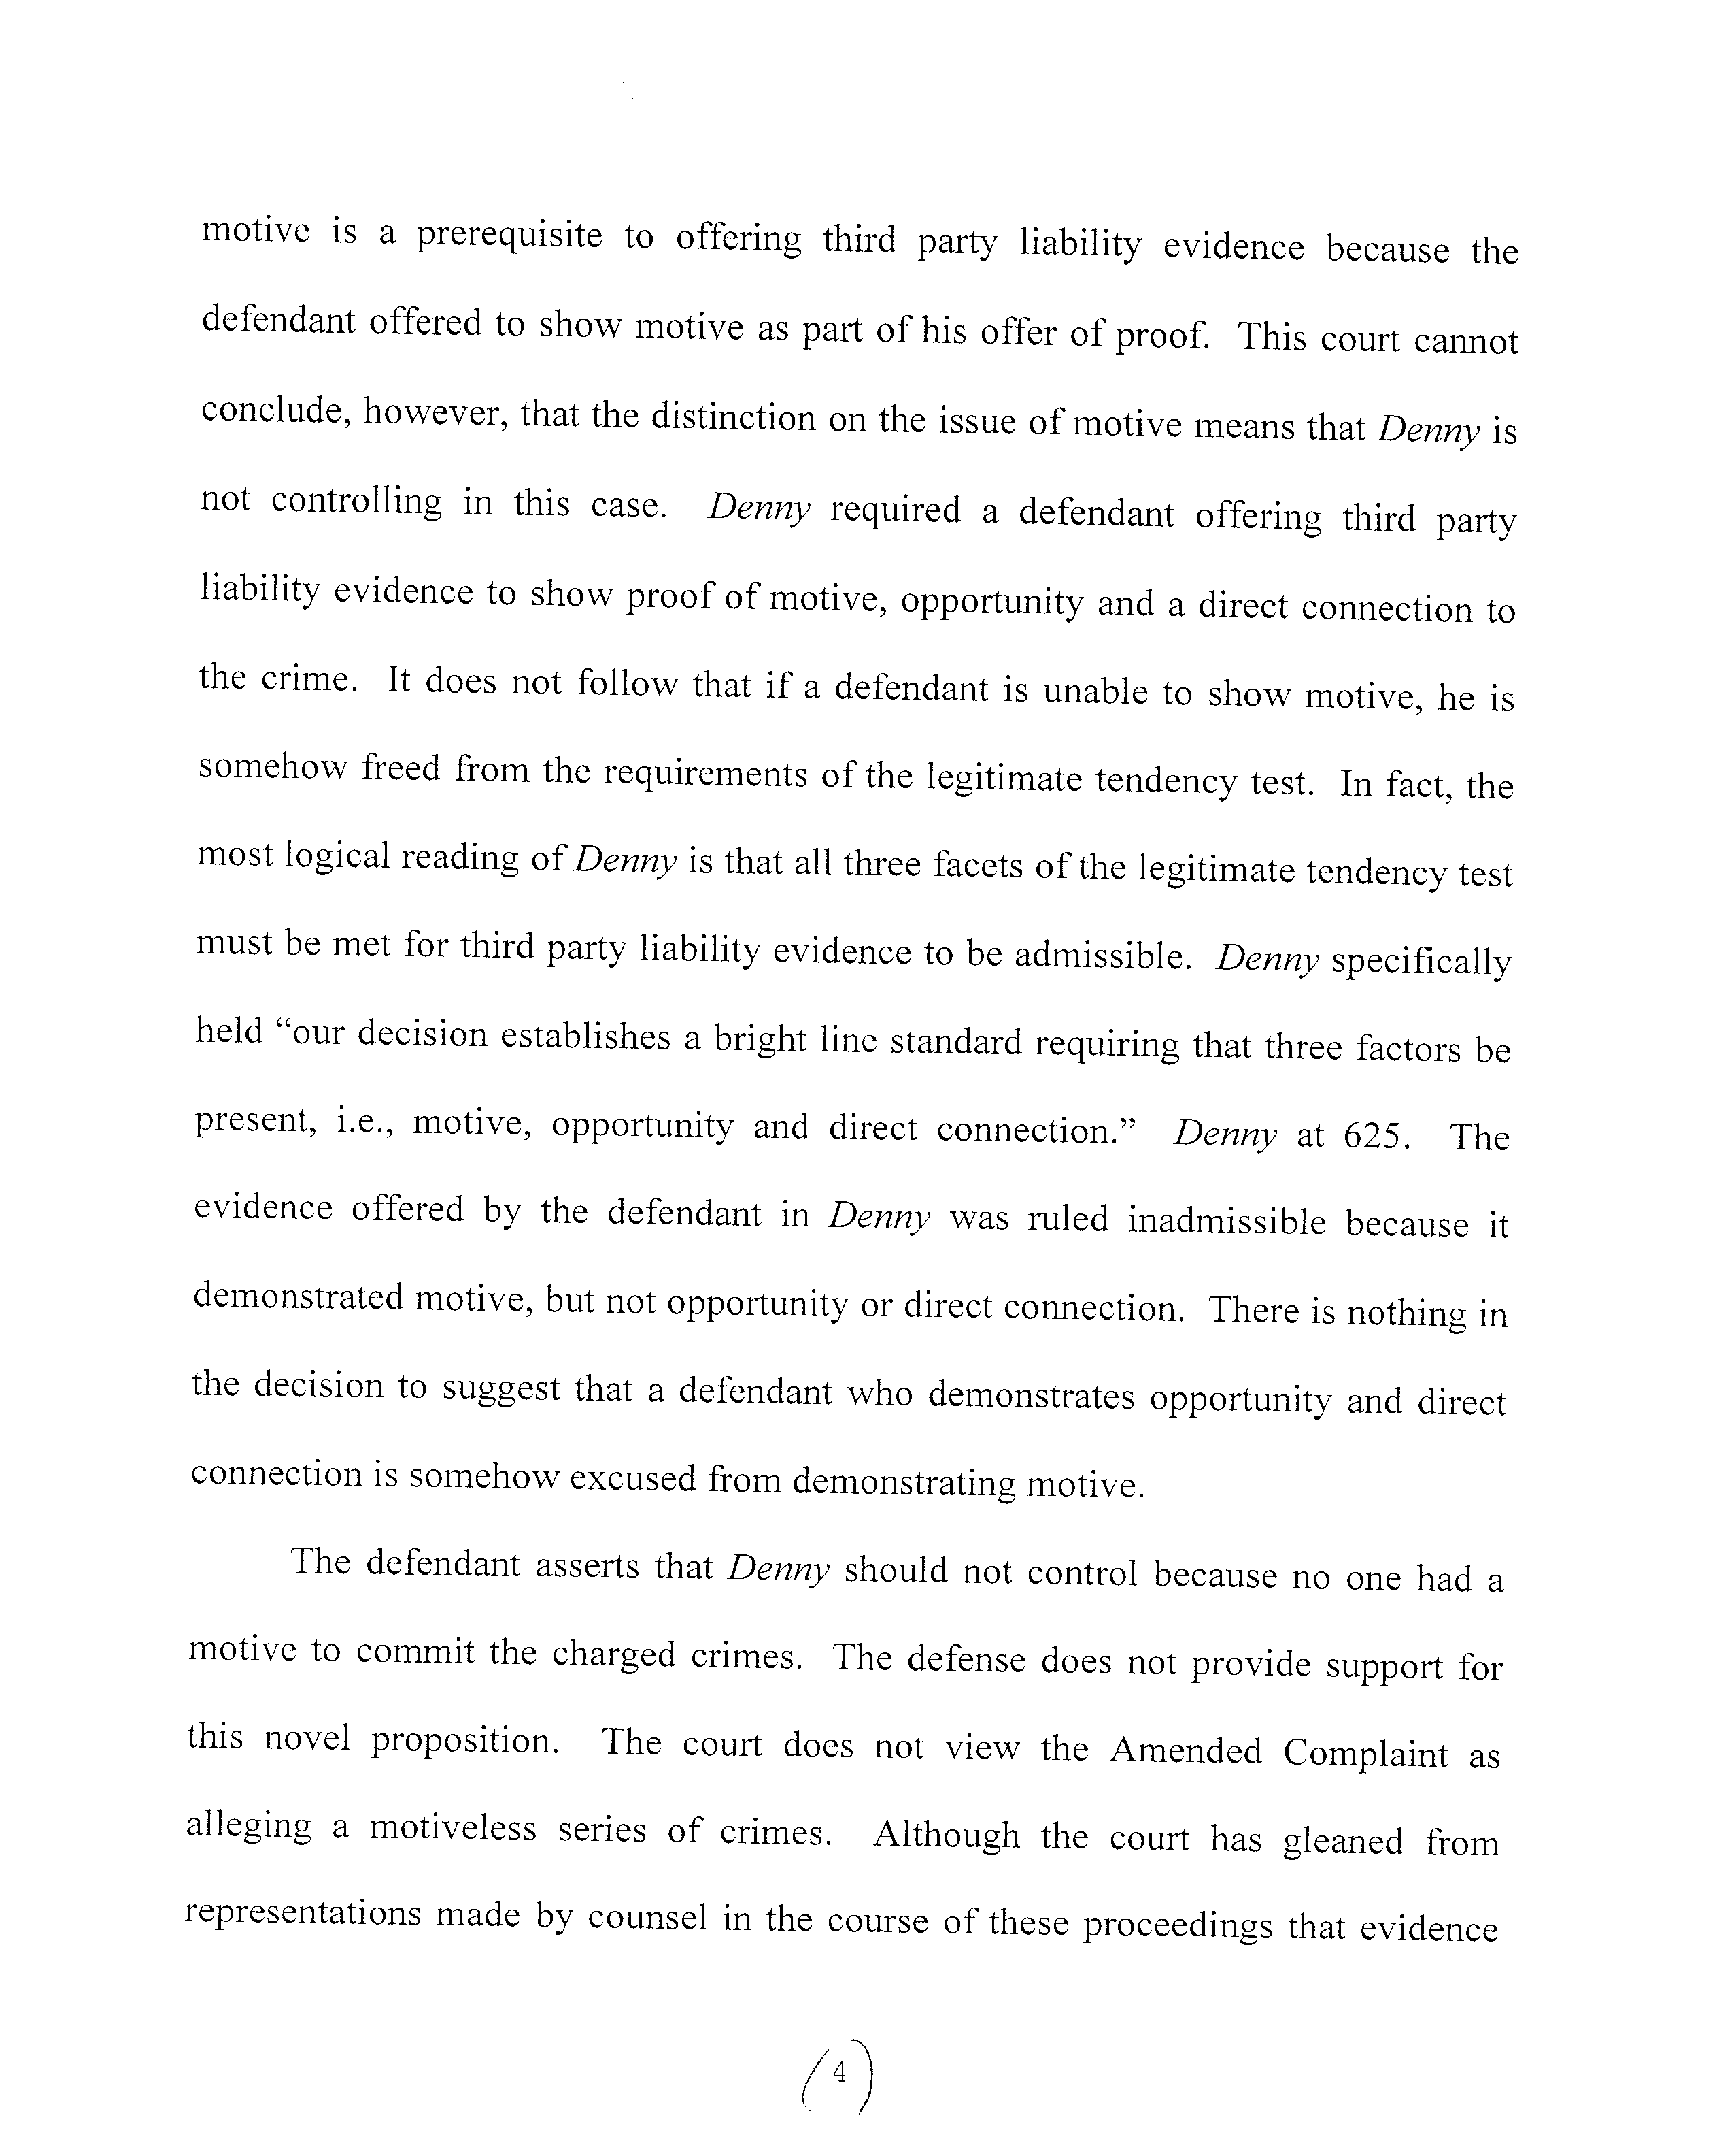 motive is a prerequisite to offering third party liability evidence because the
defendant offered to show motive as part of his offer of proof. This court cannot
conclude, however, that the distinction on the issue of motive means that Denny is
not controlling in this case. Denny required a defendant offering third party
liability evidence to show proof of motive, opportunity and a direct connection to
the crime. It does not follow that if a defendant is unable to show motive, he is
somehow freed from the requirements of the legitimate tendency test. In fact, the
most logical reading of Denny is that all three facets of the legitimate tendency test
must be met for third party liability evidence to be admissible. Denny specifically
held “our decision establishes a bright line standard requiring that three factors be
present, i.e., motive, opportunity and direct connection.” Denny at 625. The
evidence offered by the defendant in Denny was ruled inadmissible because it
demonstrated motive, but not opportunity or direct connection. There is nothing in
the decision to suggest that a defendant who demonstrates opportunity and direct
connection is somehow excused from demonstrating motive.
The defendant asserts that Denny should not control because no one had a
motive to commit the charged crimes. The defense does not provide support for
this novel proposition. The court does not view the Amended Complaint as
alleging a motiveless series of crimes. Although the court has gleaned from
representations made by counsel in the course of these proceedings that evidence
(4)